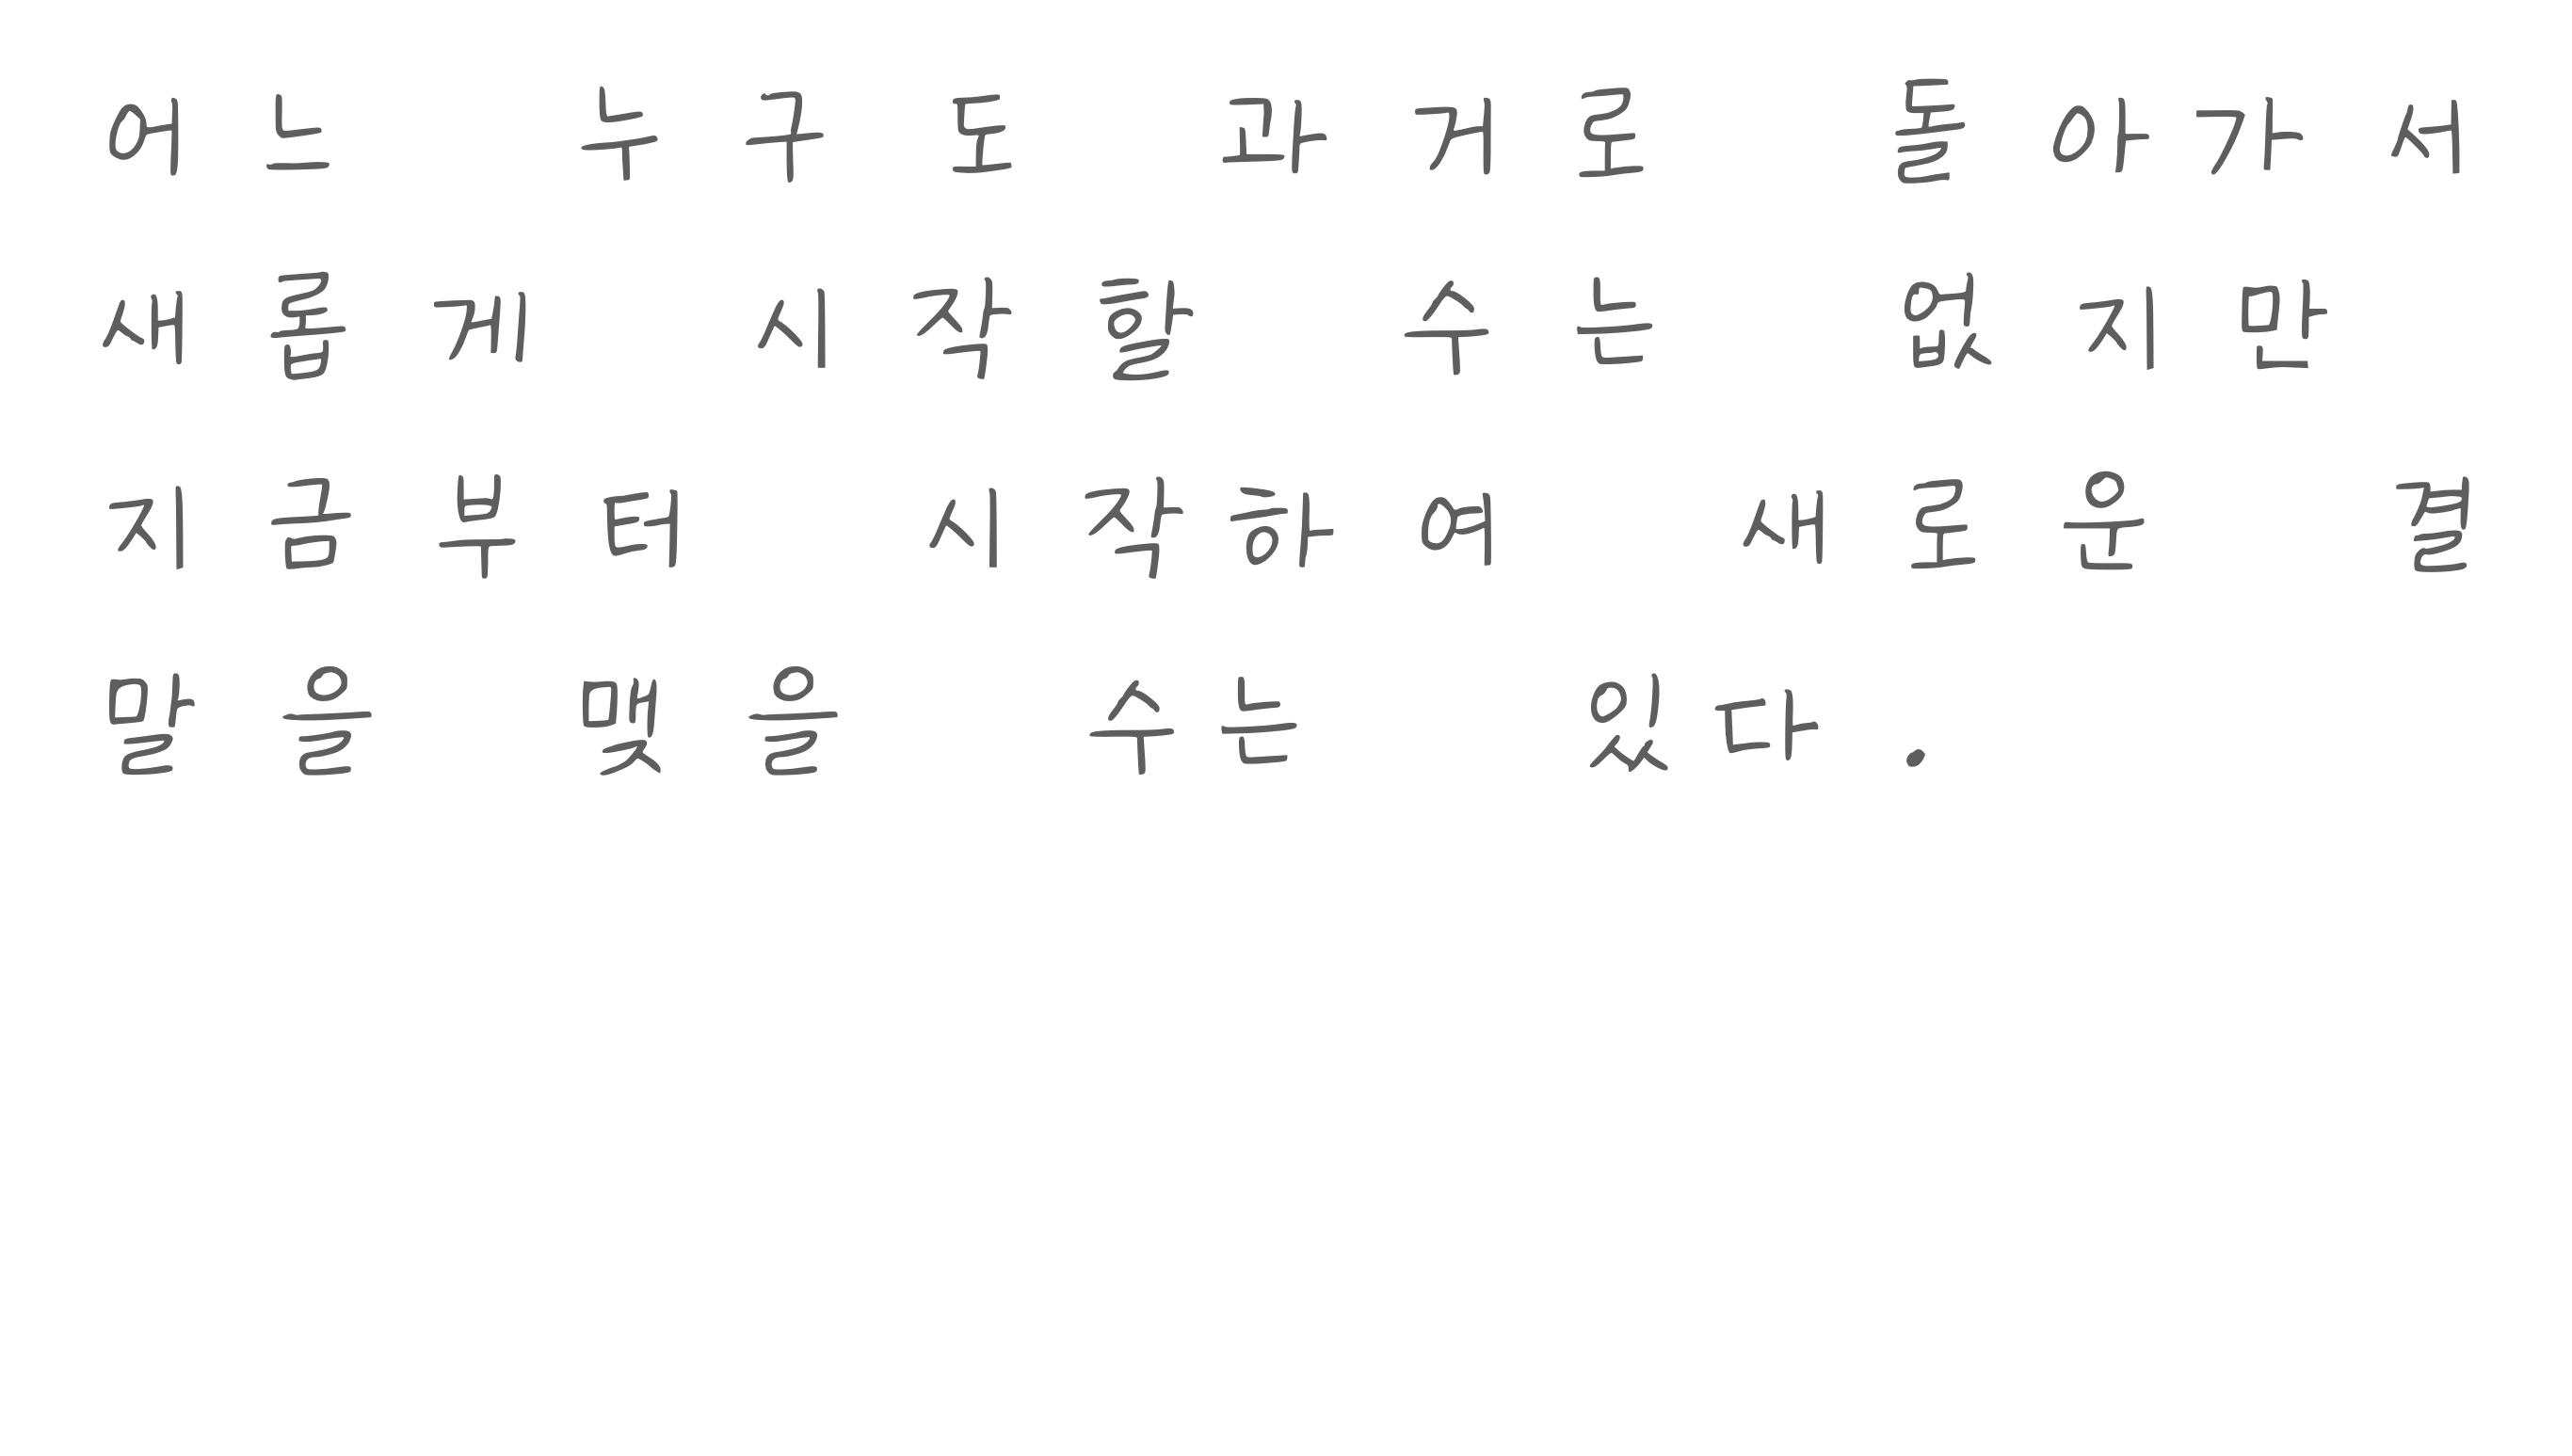 어느 누구도 과거로 돌아가서
새롭게 시작할 수는 없지만
지금부터 시작하여 새로운 결
말을 맺을 수는 있다.